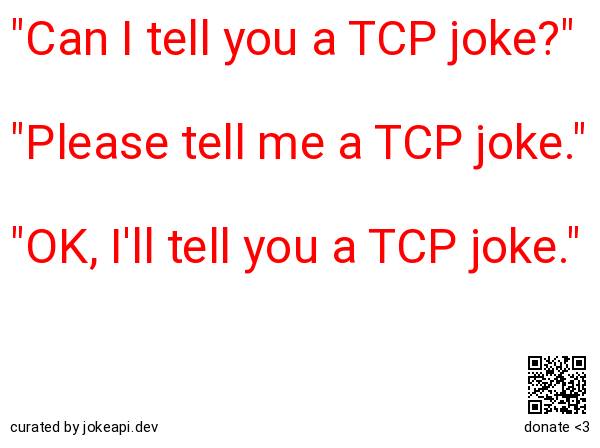 "Can I tell you a TCP joke?"
"Please tell me a TCP joke."
"OK, I'll tell you a TCP joke."
curated by jokeapi.dev
donate <3